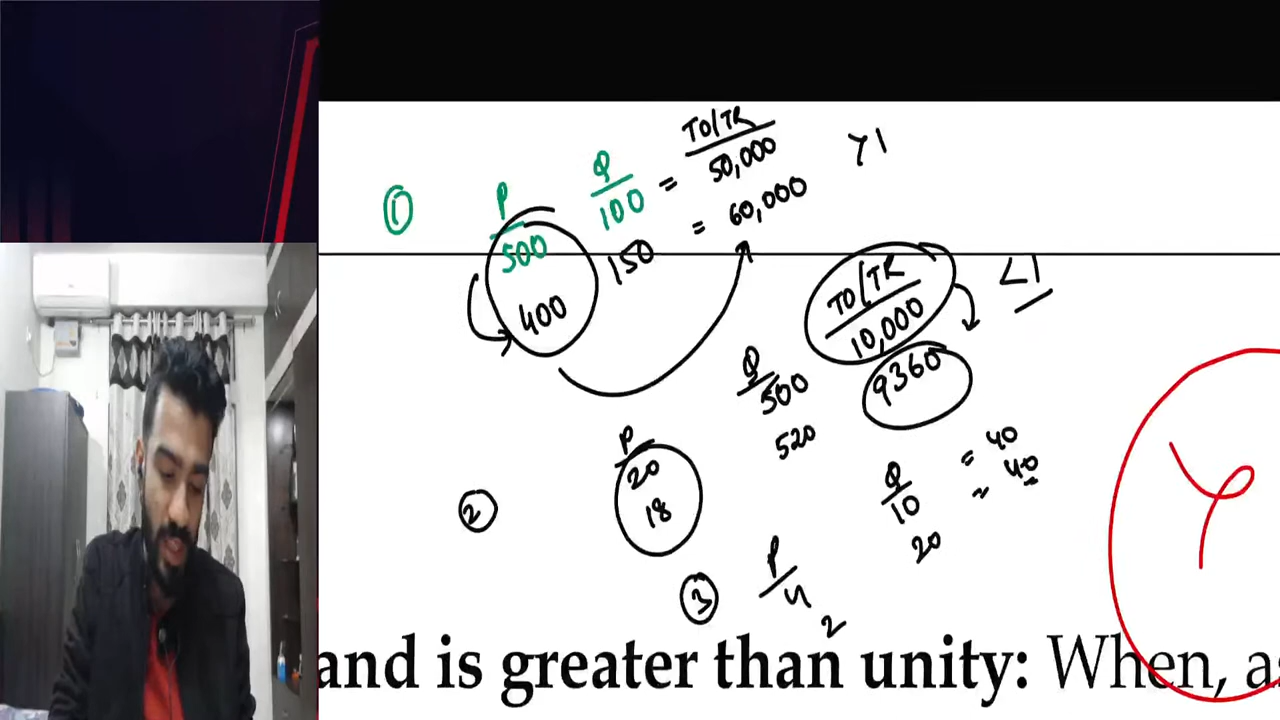 ① P Q TO/TR
500 100 = 50,000 >1
400 150 = 60,000
② P Q TO/TR <1
20 500 10,000
18 520 9360
③ P Q
4 10 = 40
2 20 = 40
and is greater than unity: When, as